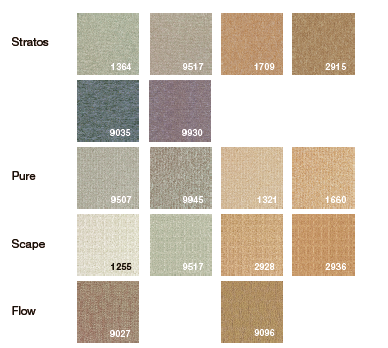 Stratos
1364 9517 1709 2915
9035 9930
Pure
9507 9945 1321 1660
Scape
1255 9517 2928 2936
Flow
9027 9096